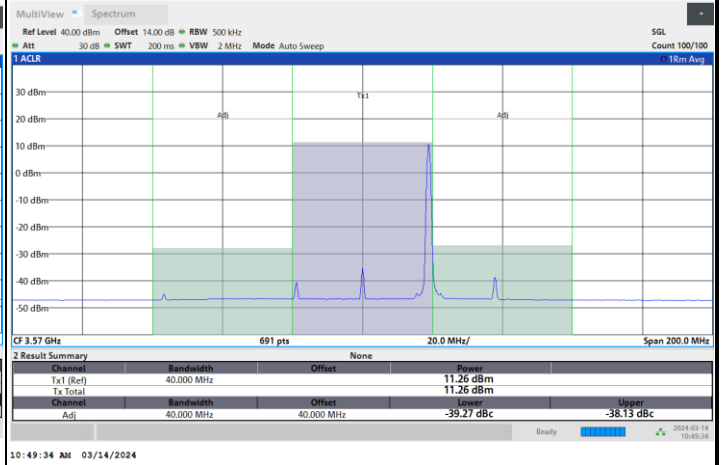 MultiView Spectrum
Ref Level 40.00 dBm Offset 14.00 dB RBW 500 kHz SGL
Att 30 dB SWT 200 ms VBW 2 MHz Mode Auto Sweep Count 100/100
1 ACLR 1Rm Avg
30 dBm
Tx1
20 dBm
Adj Adj
10 dBm
0 dBm
-10 dBm
-20 dBm
-30 dBm
-40 dBm
-50 dBm
CF 3.57 GHz 691 pts 20.0 MHz/ Span 200.0 MHz
2 Result Summary None
Channel Bandwidth Offset Power
Tx1 (Ref) 40.000 MHz 11.26 dBm
Tx Total 11.26 dBm
Channel Bandwidth Offset Lower Upper
Adj 40.000 MHz 40.000 MHz -39.27 dBc -38.13 dBc
Ready 2024-03-14
10:49:34
10:49:34 AM 03/14/2024